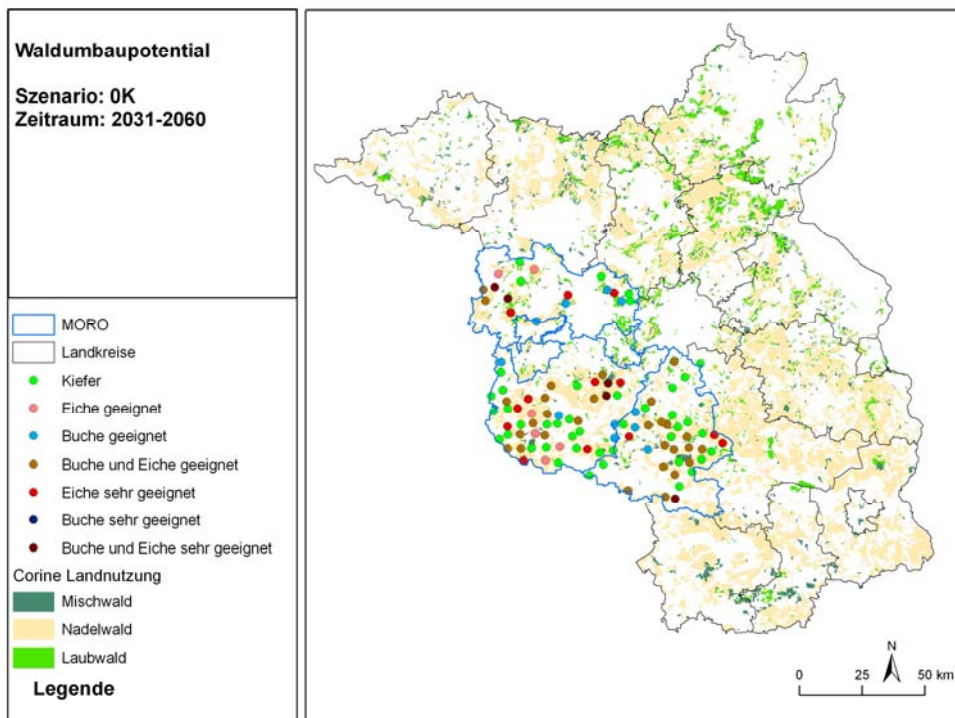 Waldumbaupotential
Szenario: 0K
Zeitraum: 2031-2060
MORO
Landkreise
Kiefer
Eiche geeignet
Buche geeignet
Buche und Eiche geeignet
Eiche sehr geeignet
Buche sehr geeignet
Buche und Eiche sehr geeignet
Corine Landnutzung
Mischwald
Nadelwald
Laubwald
Legende
N
0 25 50 km